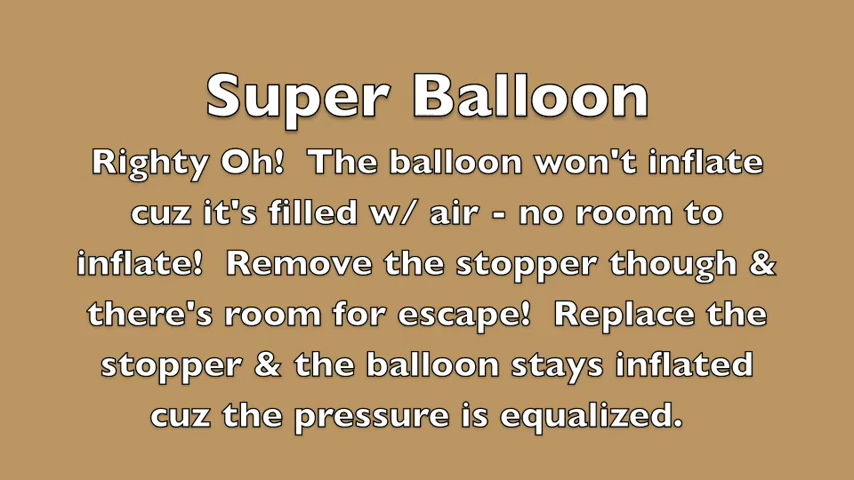 Super Balloon
Righty Oh!  The balloon won't inflate
cuz it's filled w/ air - no room to
inflate!  Remove the stopper though &
there's room for escape!  Replace the
stopper & the balloon stays inflated
cuz the pressure is equalized.